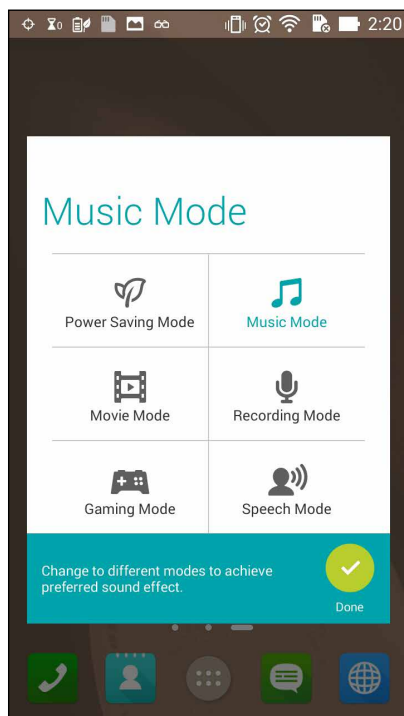 0
2:20
Music Mode
Power Saving Mode
Music Mode
Movie Mode
Recording Mode
Gaming Mode
Speech Mode
Change to different modes to achieve
preferred sound effect.
Done